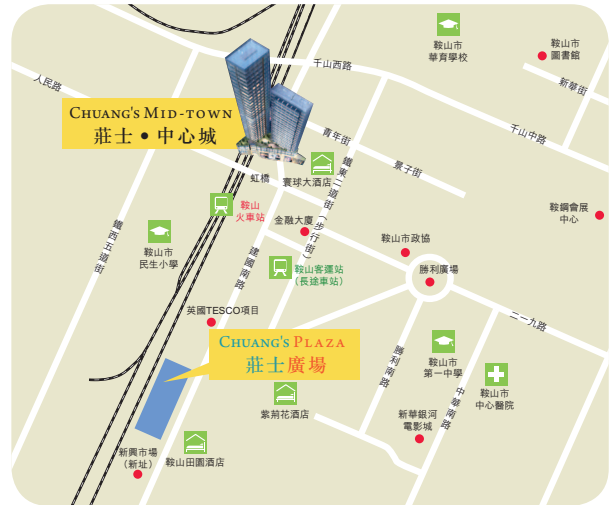 鞍山市
華育學校
鞍山市
圖書館
千山西路
新華街
人民路
千山中路
CHUANG'S MID-TOWN
莊士•中心城
青年街
景子街
虹橋
寰球大酒店
鐵東二道街(步行街)
鞍鋼會展
中心
鞍山
火車站
金融大廈
鞍山市政協
鐵西五道街
鞍山市
民生小學
建國南路
鞍山客運站
(長途車站)
勝利廣場
二一九路
英國TESCO項目
CHUANG'S PLAZA
莊士廣場
勝利南路
鞍山市
第一中學
中華南路
鞍山市
中心醫院
紫荊花酒店
新華銀河
電影城
新興市場
(新址)
鞍山田園酒店